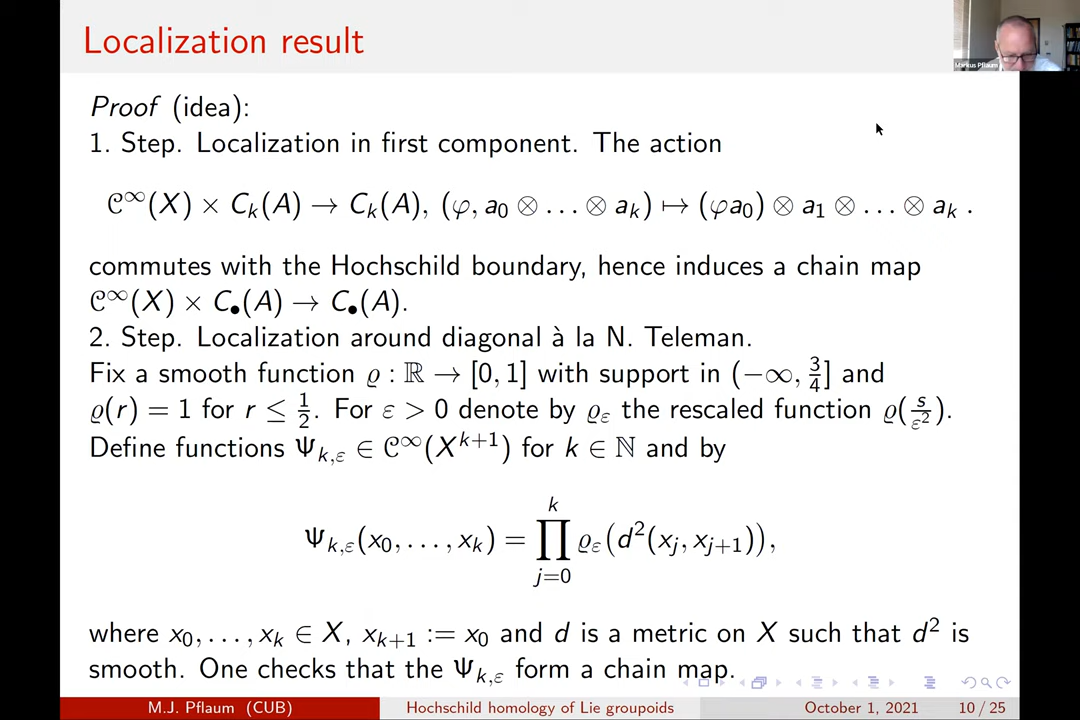 Localization result
Markus Pflaum
Proof (idea):
1. Step. Localization in first component. The action
𝒞^∞(X) × C_k(A) → C_k(A), (φ, a_0 ⊗ … ⊗ a_k) ↦ (φa_0) ⊗ a_1 ⊗ … ⊗ a_k .
commutes with the Hochschild boundary, hence induces a chain map
𝒞^∞(X) × C_•(A) → C_•(A).
2. Step. Localization around diagonal à la N. Teleman.
Fix a smooth function ϱ : ℝ → [0, 1] with support in (−∞, 3/4] and
ϱ(r) = 1 for r ≤ 1/2. For ε > 0 denote by ϱ_ε the rescaled function ϱ(s/ε^2).
Define functions Ψ_{k,ε} ∈ 𝒞^∞(X^{k+1}) for k ∈ ℕ and by
Ψ_{k,ε}(x_0, …, x_k) = ∏_{j=0}^{k} ϱ_ε(d^2(x_j, x_{j+1})),
where x_0, …, x_k ∈ X, x_{k+1} := x_0 and d is a metric on X such that d^2 is
smooth. One checks that the Ψ_{k,ε} form a chain map.
M.J. Pflaum (CUB) Hochschild homology of Lie groupoids October 1, 2021 10 / 25